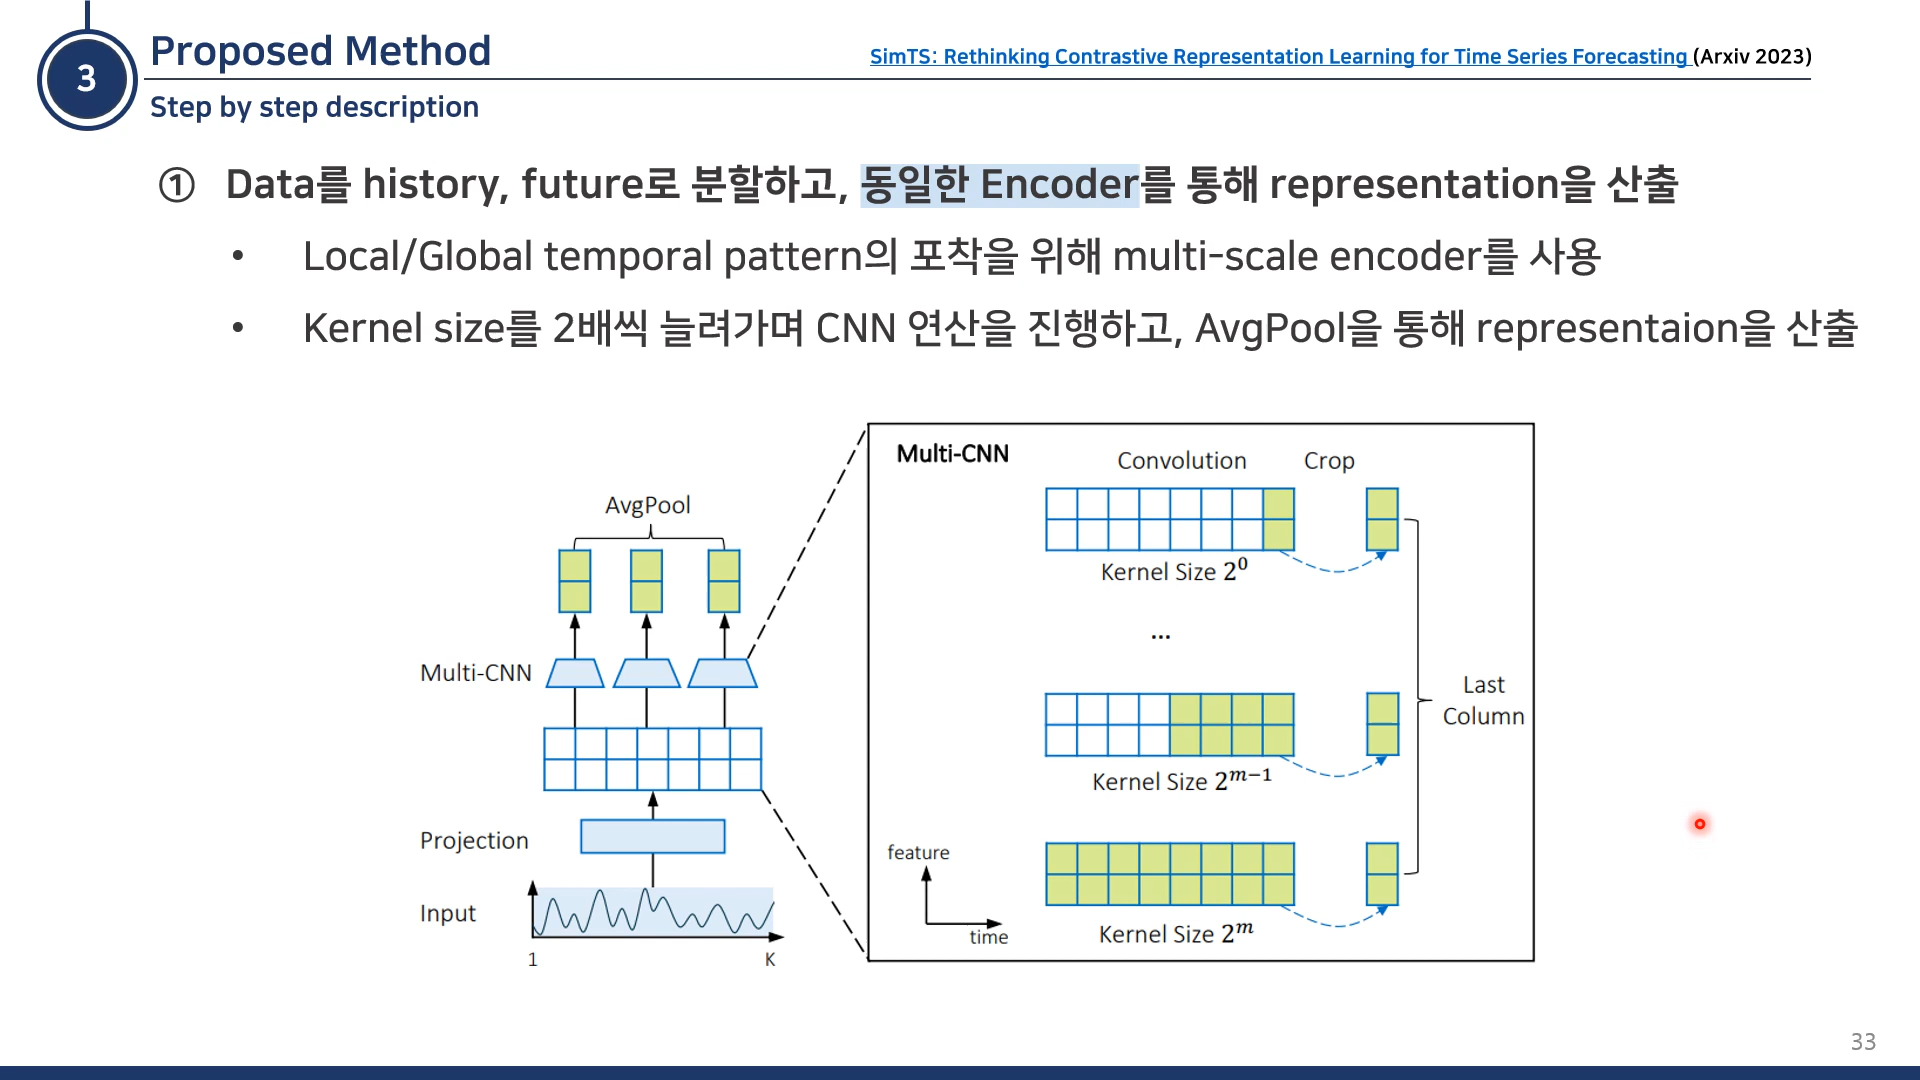 3
Proposed Method
SimTS: Rethinking Contrastive Representation Learning for Time Series Forecasting (Arxiv 2023)
Step by step description
① Data를 history, future로 분할하고, 동일한 Encoder를 통해 representation을 산출
• Local/Global temporal pattern의 포착을 위해 multi-scale encoder를 사용
• Kernel size를 2배씩 늘려가며 CNN 연산을 진행하고, AvgPool을 통해 representaion을 산출
AvgPool
Multi-CNN
Projection
Input
1
K
Multi-CNN
Convolution
Crop
Kernel Size 2⁰
...
Kernel Size 2ᵐ⁻¹
Kernel Size 2ᵐ
Last
Column
feature
time
33